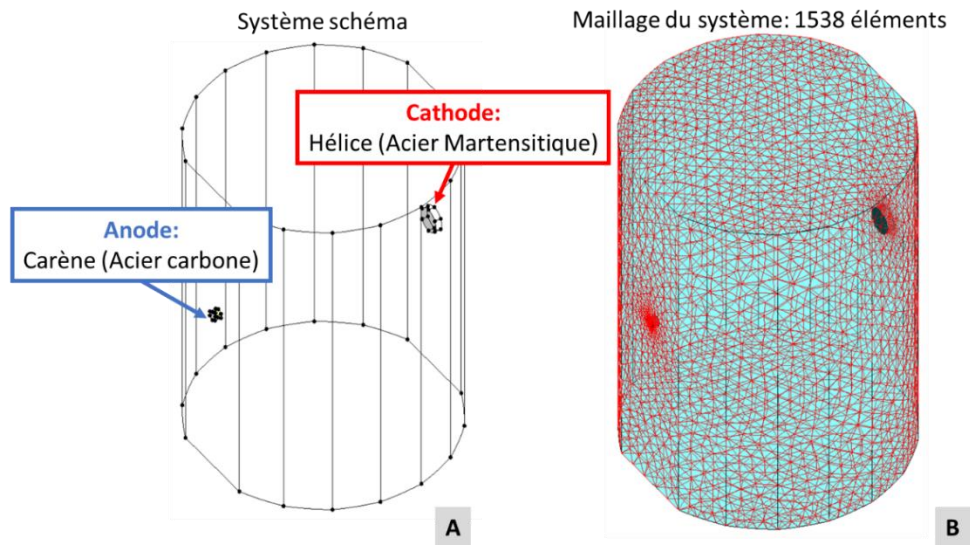 Système schéma
Maillage du système: 1538 éléments
Cathode:
Hélice (Acier Martensitique)
Anode:
Carène (Acier carbone)
A
B